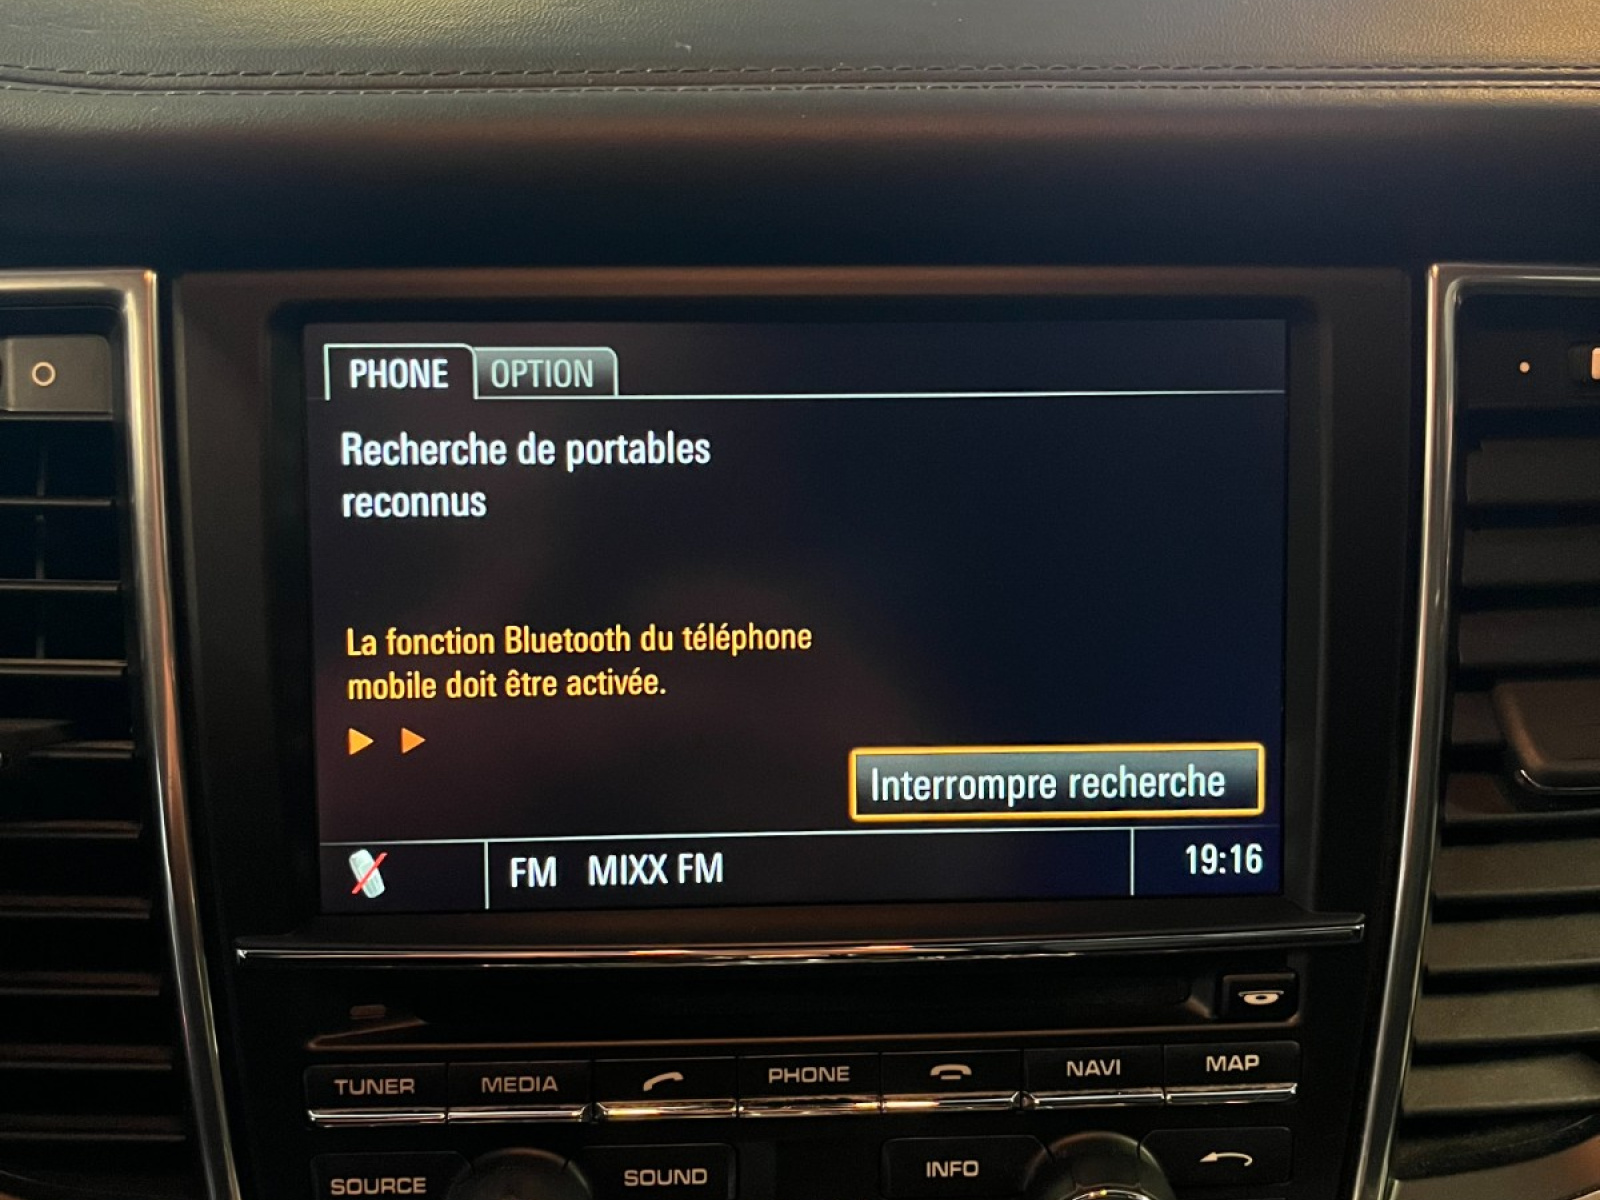 PHONE OPTION
Recherche de portables
reconnus
La fonction Bluetooth du téléphone
mobile doit être activée.
Interrompre recherche
FM MIXX FM 19:16
TUNER MEDIA PHONE NAVI MAP
SOURCE SOUND INFO